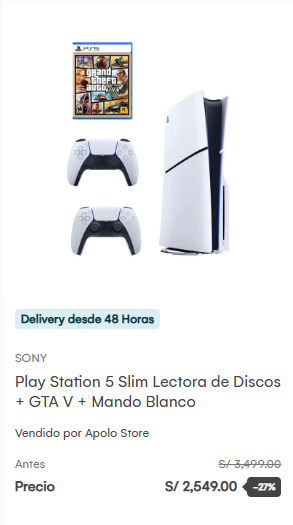 PS5
grand
theft
auto
Delivery desde 48 Horas
SONY
Play Station 5 Slim Lectora de Discos
+ GTA V + Mando Blanco
Vendido por Apolo Store
Antes S/ 3,499.00
Precio S/ 2,549.00 -27%